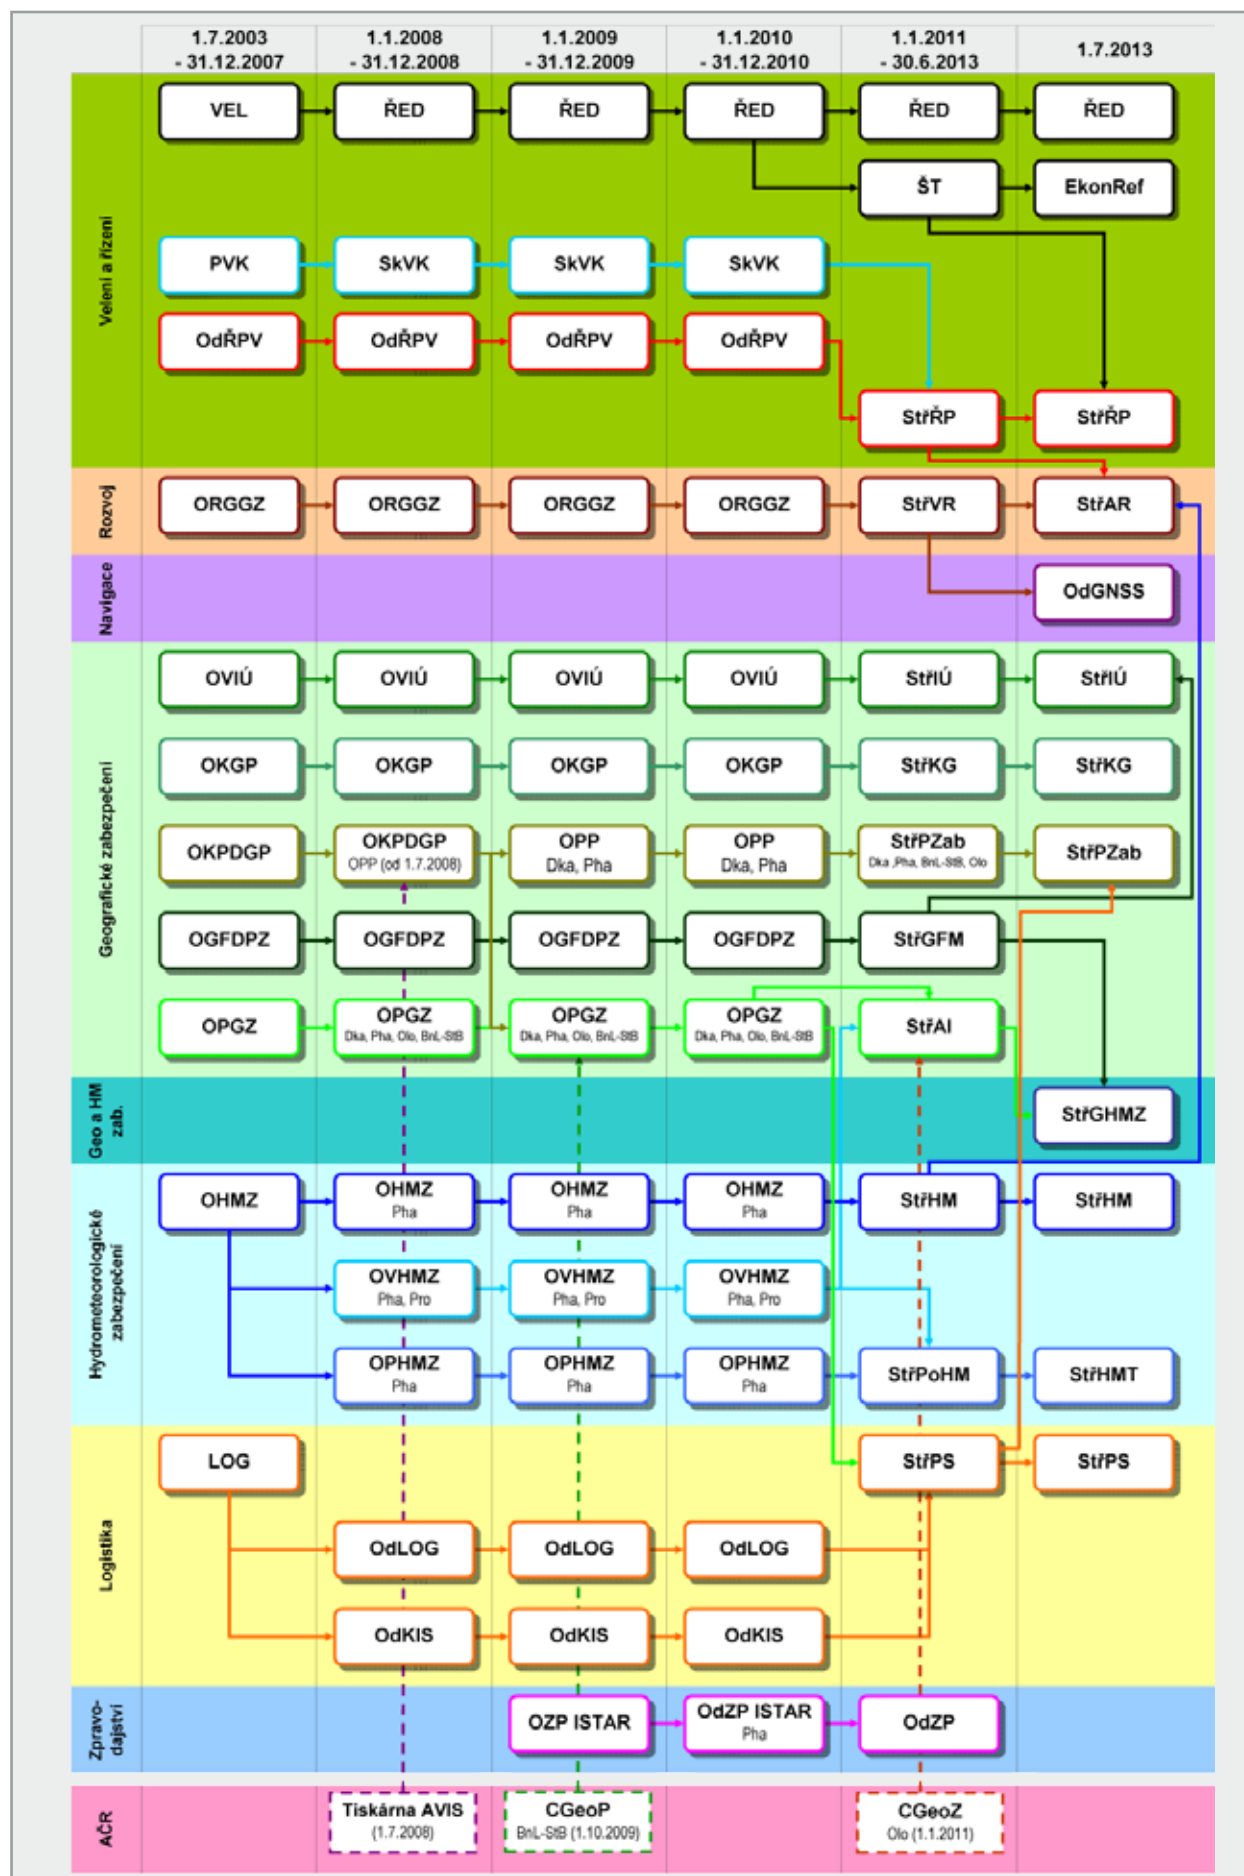 1.7.2003 - 31.12.2007
1.1.2008 - 31.12.2008
1.1.2009 - 31.12.2009
1.1.2010 - 31.12.2010
1.1.2011 - 30.6.2013
1.7.2013
Velení a řízení
VEL ŘED ŘED ŘED ŘED ŘED
ŠT EkonRef
PVK SkVK SkVK SkVK
OdŘPV OdŘPV OdŘPV OdŘPV
StřŘP StřŘP
Rozvoj
ORGGZ ORGGZ ORGGZ ORGGZ StřVR StřAR
Navigace
OdGNSS
Geografické zabezpečení
OVIÚ OVIÚ OVIÚ OVIÚ StřIÚ StřIÚ
OKGP OKGP OKGP OKGP StřKG StřKG
OKPDGP OKPDGP OPP OPP StřPZab StřPZab
OPP (od 1.7.2008) Dka, Pha Dka, Pha Dka ,Pha, BnL-StB, Olo
OGFDPZ OGFDPZ OGFDPZ OGFDPZ StřGFM
OPGZ OPGZ OPGZ OPGZ StřAI
Dka, Pha, Olo, BnL-StB Dka, Pha, Olo, BnL-StB Dka, Pha, Olo, BnL-StB
Geo a HM zab.
StřGHMZ
Hydrometeorologické zabezpečení
OHMZ OHMZ OHMZ OHMZ StřHM StřHM
Pha Pha Pha
OVHMZ OVHMZ OVHMZ
Pha, Pro Pha, Pro Pha, Pro
OPHMZ OPHMZ OPHMZ StřPoHM StřHMT
Pha Pha Pha
Logistika
LOG StřPS StřPS
OdLOG OdLOG OdLOG
OdKIS OdKIS OdKIS
Zpravo-dajství
OZP ISTAR OdZP ISTAR OdZP
Pha
AČR
Tiskárna AVIS CGeoP CGeoZ
(1.7.2008) BnL-StB (1.10.2009) Olo (1.1.2011)